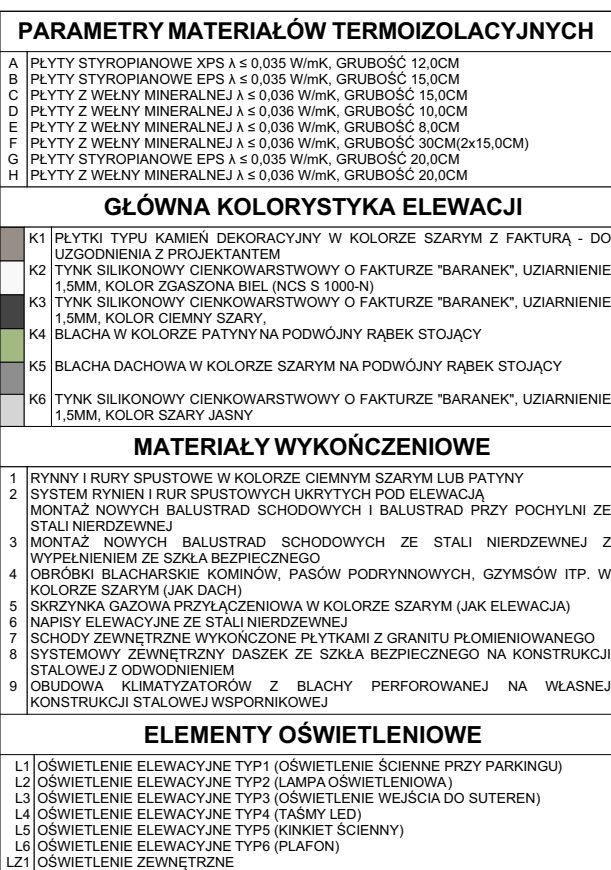 PARAMETRY MATERIAŁÓW TERMOIZOLACYJNYCH
A PŁYTY STYROPIANOWE XPS λ ≤ 0,035 W/mK, GRUBOŚĆ 12,0CM
B PŁYTY STYROPIANOWE EPS λ ≤ 0,035 W/mK, GRUBOŚĆ 15,0CM
C PŁYTY Z WEŁNY MINERALNEJ λ ≤ 0,036 W/mK, GRUBOŚĆ 15,0CM
D PŁYTY Z WEŁNY MINERALNEJ λ ≤ 0,036 W/mK, GRUBOŚĆ 10,0CM
E PŁYTY Z WEŁNY MINERALNEJ λ ≤ 0,036 W/mK, GRUBOŚĆ 8,0CM
F PŁYTY Z WEŁNY MINERALNEJ λ ≤ 0,036 W/mK, GRUBOŚĆ 30CM(2x15,0CM)
G PŁYTY STYROPIANOWE EPS λ ≤ 0,035 W/mK, GRUBOŚĆ 20,0CM
H PŁYTY Z WEŁNY MINERALNEJ λ ≤ 0,036 W/mK, GRUBOŚĆ 20,0CM
GŁÓWNA KOLORYSTYKA ELEWACJI
K1 PŁYTKI TYPU KAMIEŃ DEKORACYJNY W KOLORZE SZARYM Z FAKTURĄ - DO
UZGODNIENIA Z PROJEKTANTEM
K2 TYNK SILIKONOWY CIENKOWARSTWOWY O FAKTURZE "BARANEK", UZIARNIENIE
1,5MM, KOLOR ZGASZONA BIEL (NCS S 1000-N)
K3 TYNK SILIKONOWY CIENKOWARSTWOWY O FAKTURZE "BARANEK", UZIARNIENIE
1,5MM, KOLOR CIEMNY SZARY,
K4 BLACHA W KOLORZE PATYNY NA PODWÓJNY RĄBEK STOJĄCY
K5 BLACHA DACHOWA W KOLORZE SZARYM NA PODWÓJNY RĄBEK STOJĄCY
K6 TYNK SILIKONOWY CIENKOWARSTWOWY O FAKTURZE "BARANEK", UZIARNIENIE
1,5MM, KOLOR SZARY JASNY
MATERIAŁY WYKOŃCZENIOWE
1 RYNNY I RURY SPUSTOWE W KOLORZE CIEMNYM SZARYM LUB PATYNY
2 SYSTEM RYNIEN I RUR SPUSTOWYCH UKRYTYCH POD ELEWACJĄ
MONTAŻ NOWYCH BALUSTRAD SCHODOWYCH I BALUSTRAD PRZY POCHYLNI ZE
STALI NIERDZEWNEJ
3 MONTAŻ NOWYCH BALUSTRAD SCHODOWYCH ZE STALI NIERDZEWNEJ Z
WYPEŁNIENIEM ZE SZKŁA BEZPIECZNEGO
4 OBRÓBKI BLACHARSKIE KOMINÓW, PASÓW PODRYNNOWYCH, GZYMSÓW ITP. W
KOLORZE SZARYM (JAK DACH)
5 SKRZYNKA GAZOWA PRZYŁĄCZENIOWA W KOLORZE SZARYM (JAK ELEWACJA)
6 NAPISY ELEWACYJNE ZE STALI NIERDZEWNEJ
7 SCHODY ZEWNĘTRZNE WYKOŃCZONE PŁYTKAMI Z GRANITU PŁOMIENIOWANEGO
8 SYSTEMOWY ZEWNĘTRZNY DASZEK ZE SZKŁA BEZPIECZNEGO NA KONSTRUKCJI
STALOWEJ Z ODWODNIENIEM
9 OBUDOWA KLIMATYZATORÓW Z BLACHY PERFOROWANEJ NA WŁASNEJ
KONSTRUKCJI STALOWEJ WSPORNIKOWEJ
ELEMENTY OŚWIETLENIOWE
L1 OŚWIETLENIE ELEWACYJNE TYP1 (OŚWIETLENIE ŚCIENNE PRZY PARKINGU)
L2 OŚWIETLENIE ELEWACYJNE TYP2 (LAMPA OŚWIETLENIOWA)
L3 OŚWIETLENIE ELEWACYJNE TYP3 (OŚWIETLENIE WEJŚCIA DO SUTEREN)
L4 OŚWIETLENIE ELEWACYJNE TYP4 (TAŚMY LED)
L5 OŚWIETLENIE ELEWACYJNE TYP5 (KINKIET ŚCIENNY)
L6 OŚWIETLENIE ELEWACYJNE TYP6 (PLAFON)
LZ1 OŚWIETLENIE ZEWNĘTRZNE